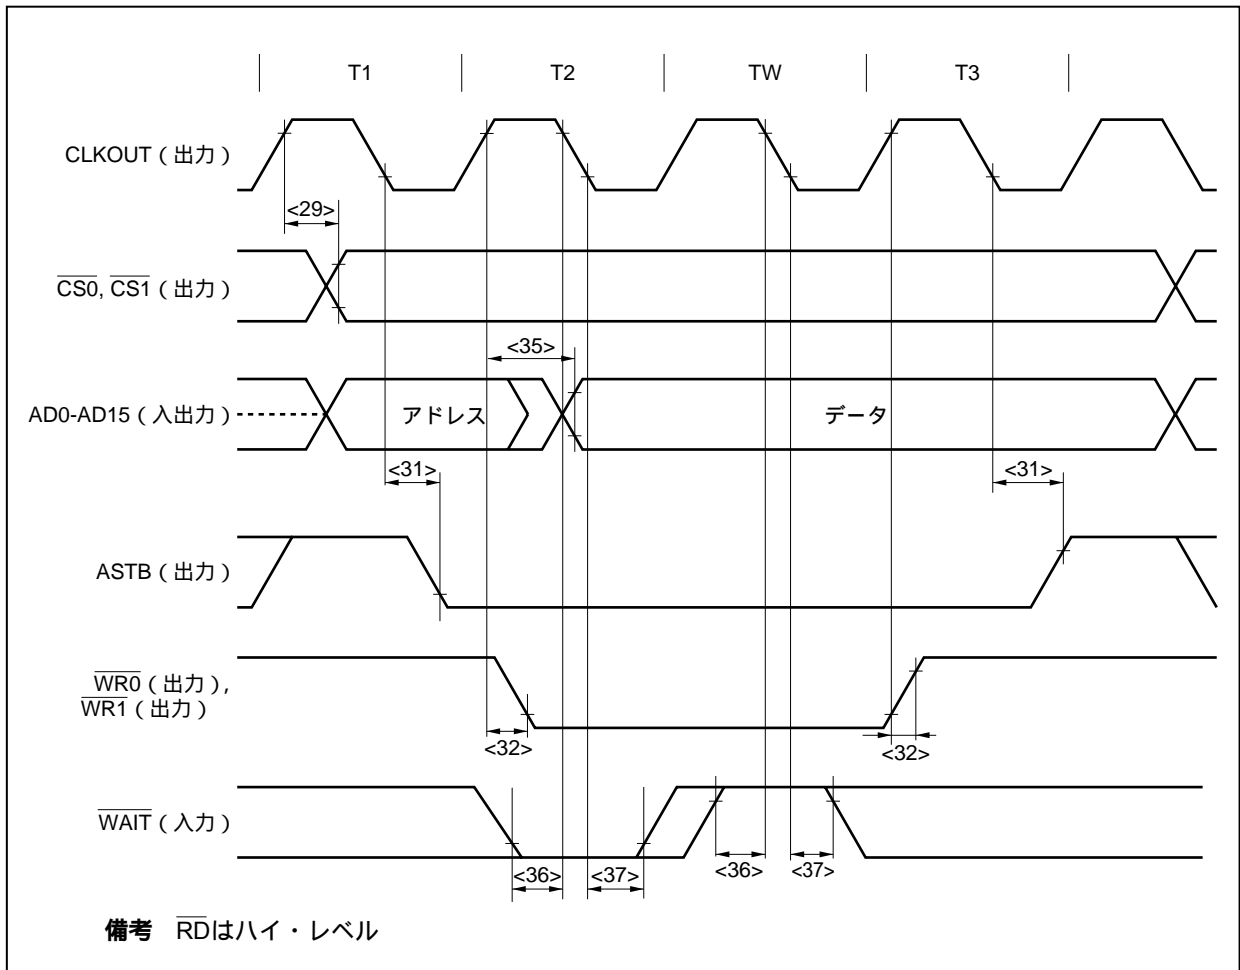 T1 T2 TW T3
CLKOUT（出力）
<29>
CS0, CS1（出力）
<35>
AD0-AD15（入出力）
アドレス
データ
<31> <31>
ASTB（出力）
WR0（出力）,
WR1（出力）
<32> <32>
WAIT（入力）
<36> <37> <36> <37>
備考 RDはハイ・レベル